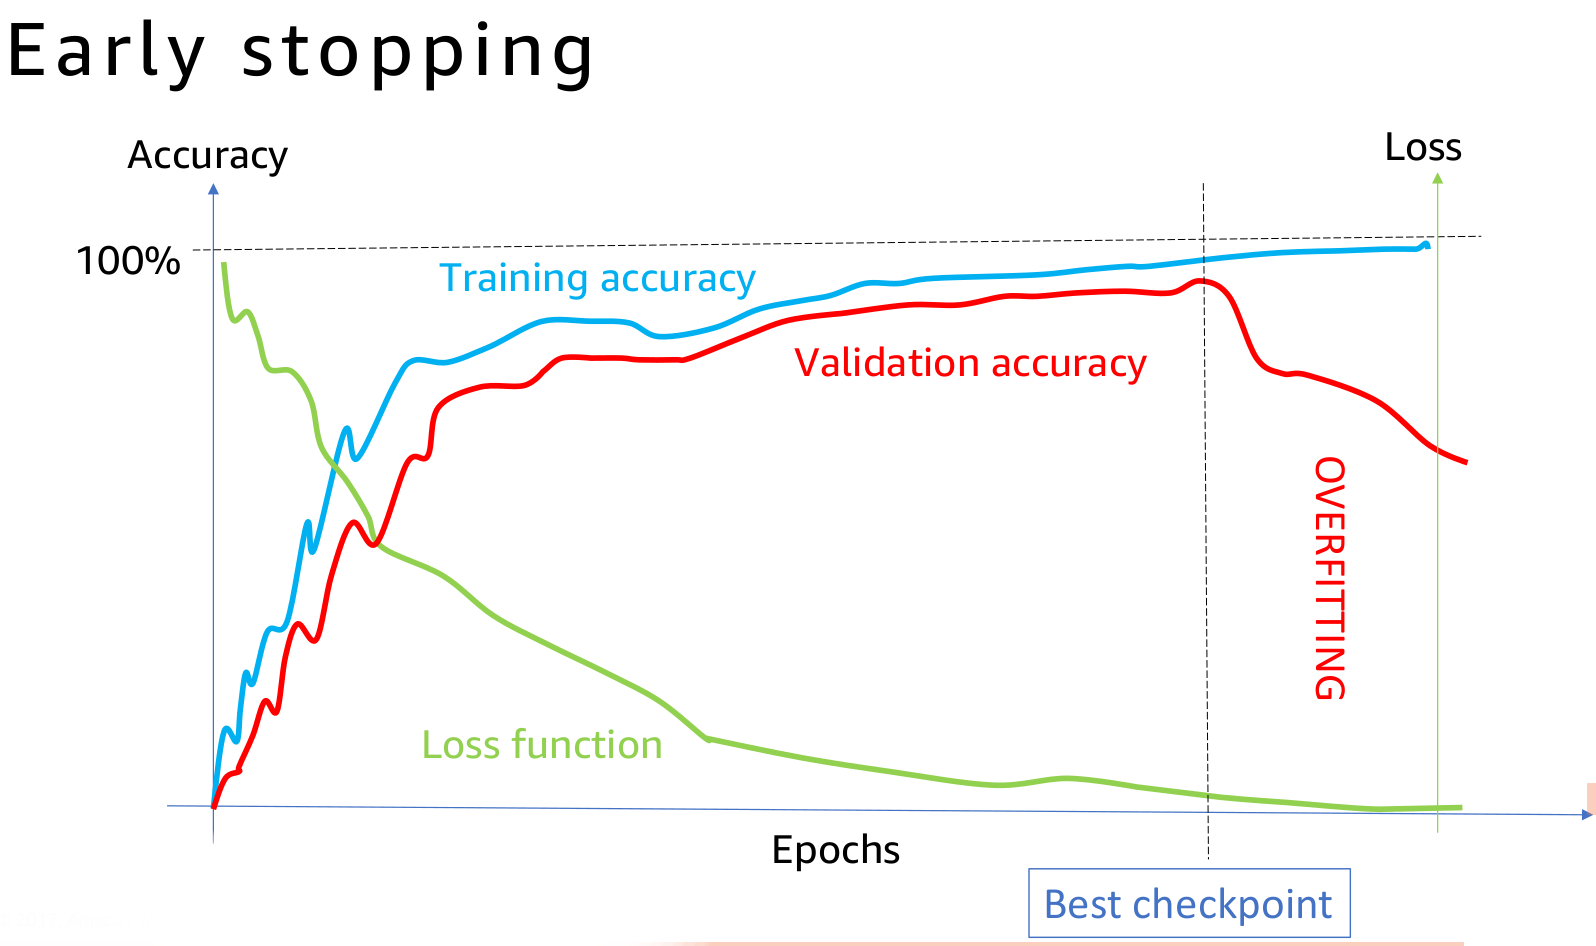 Early stopping
Accuracy
Loss
100%
Training accuracy
Validation accuracy
OVERFITTING
Loss function
Epochs
Best checkpoint